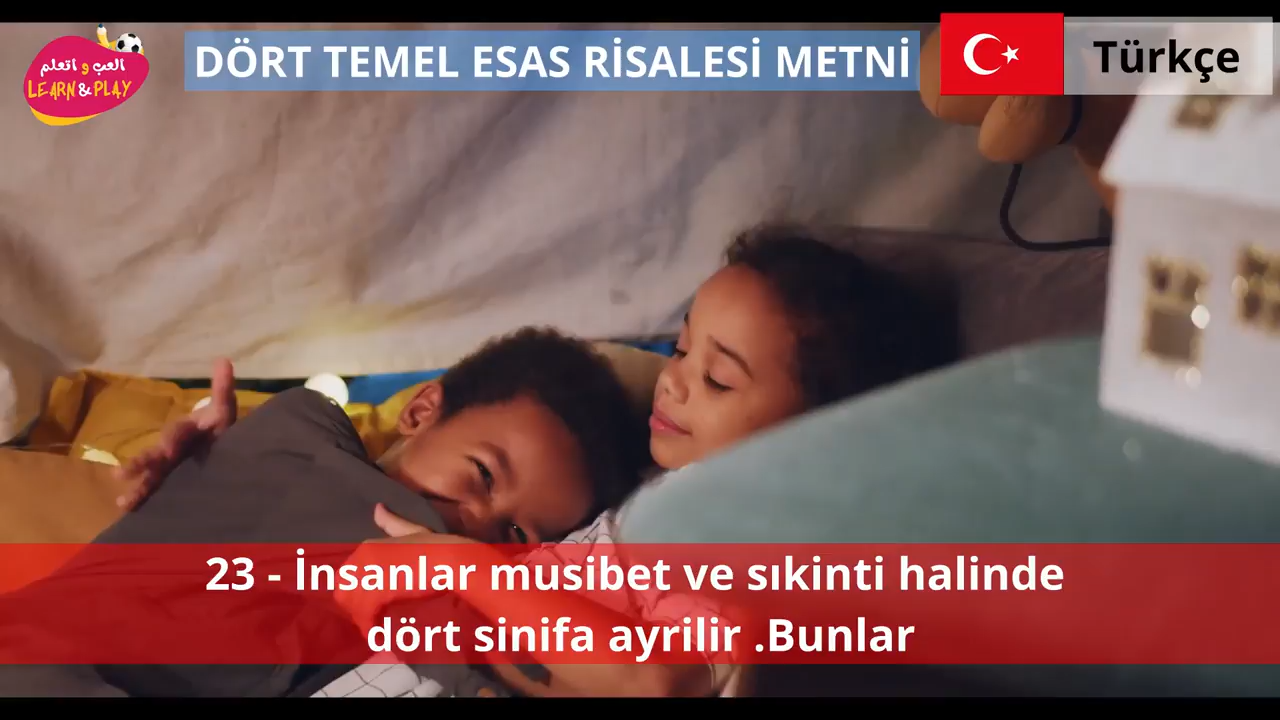 العب و اتعلم
LEARN&PLAY
DÖRT TEMEL ESAS RİSALESİ METNİ
Türkçe
23 - İnsanlar musibet ve sıkinti halinde
dört sinifa ayrilir .Bunlar